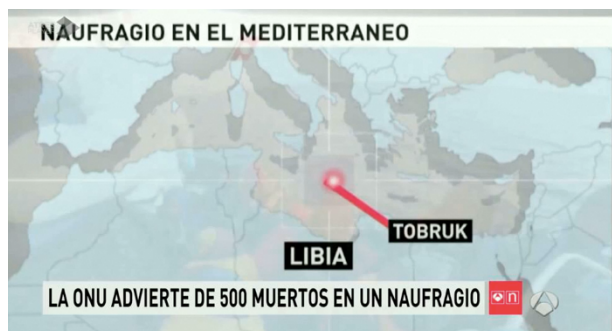 NAUFRAGIO EN EL MEDITERRANEO
TOBRUK
LIBIA
LA ONU ADVIERTE DE 500 MUERTOS EN UN NAUFRAGIO